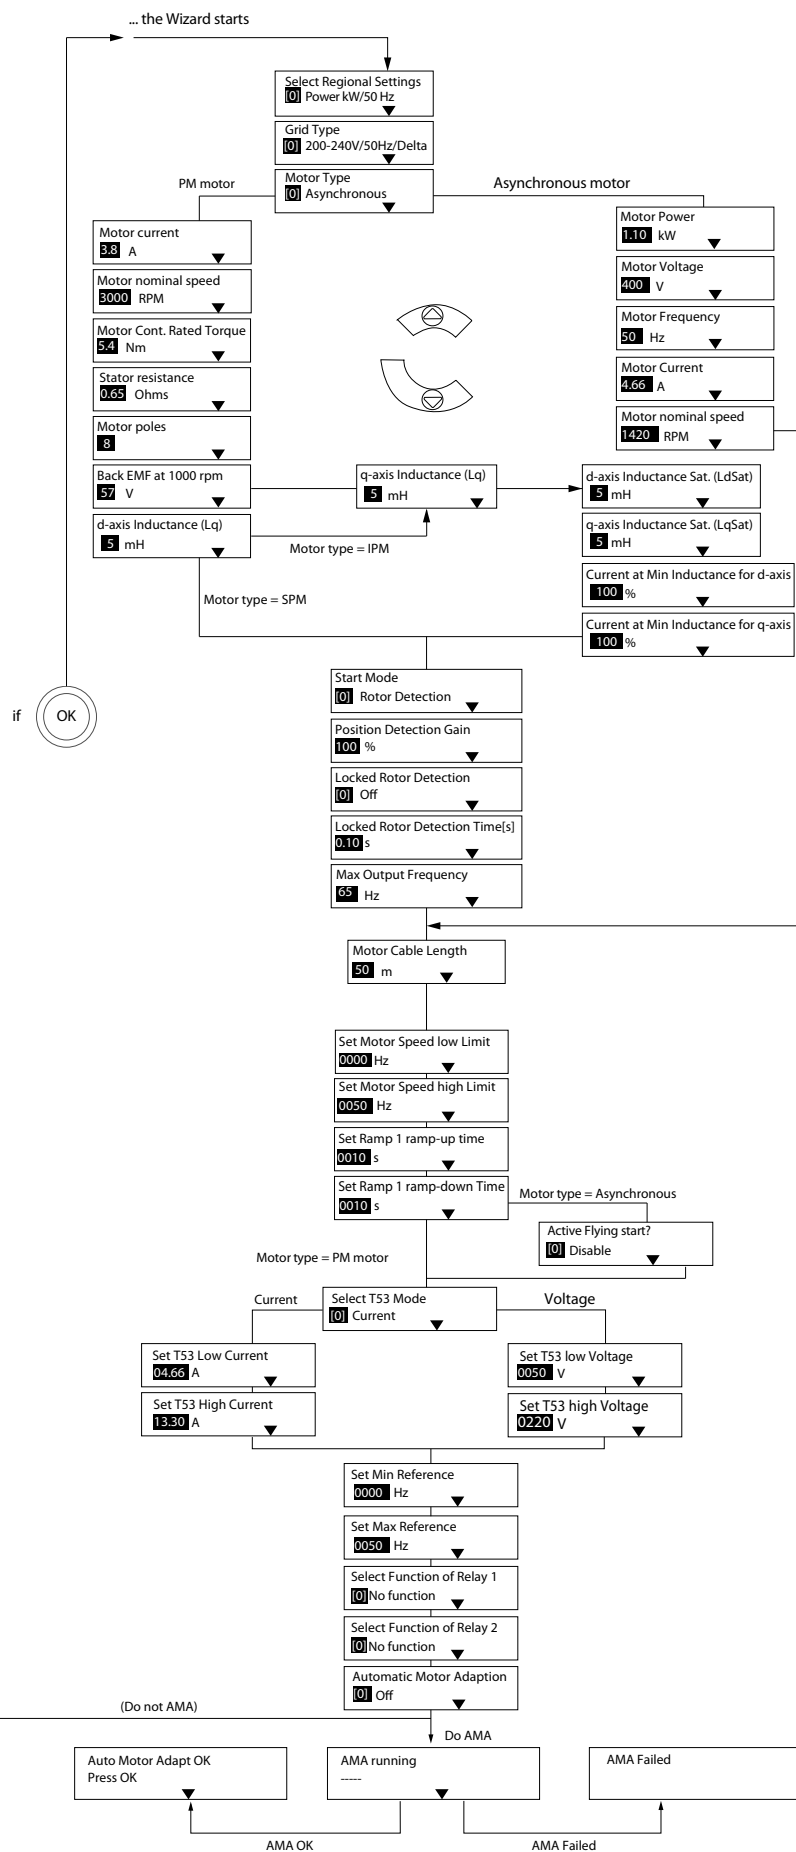 ... the Wizard starts
Select Regional Settings
[0] Power kW/50 Hz
Grid Type
[0] 200-240V/50Hz/Delta
Motor Type
[0] Asynchronous
PM motor
Asynchronous motor
Motor current
3.8 A
Motor nominal speed
3000 RPM
Motor Cont. Rated Torque
5.4 Nm
Stator resistance
0.65 Ohms
Motor poles
8
Back EMF at 1000 rpm
57 V
d-axis Inductance (Lq)
5 mH
Motor Power
1.10 kW
Motor Voltage
400 V
Motor Frequency
50 Hz
Motor Current
4.66 A
Motor nominal speed
1420 RPM
q-axis Inductance (Lq)
5 mH
Motor type = IPM
Motor type = SPM
d-axis Inductance Sat. (LdSat)
5 mH
q-axis Inductance Sat. (LqSat)
5 mH
Current at Min Inductance for d-axis
100 %
Current at Min Inductance for q-axis
100 %
if
OK
Start Mode
[0] Rotor Detection
Position Detection Gain
100 %
Locked Rotor Detection
[0] Off
Locked Rotor Detection Time[s]
0.10 s
Max Output Frequency
65 Hz
Motor Cable Length
50 m
Set Motor Speed low Limit
0000 Hz
Set Motor Speed high Limit
0050 Hz
Set Ramp 1 ramp-up time
0010 s
Set Ramp 1 ramp-down Time
0010 s
Motor type = Asynchronous
Active Flying start?
[0] Disable
Motor type = PM motor
Select T53 Mode
[0] Current
Current
Voltage
Set T53 Low Current
04.66 A
Set T53 High Current
13.30 A
Set T53 low Voltage
0050 V
Set T53 high Voltage
0220 V
Set Min Reference
0000 Hz
Set Max Reference
0050 Hz
Select Function of Relay 1
[0] No function
Select Function of Relay 2
[0] No function
Automatic Motor Adaption
[0] Off
(Do not AMA)
Do AMA
Auto Motor Adapt OK
Press OK
AMA running
-----
AMA Failed
AMA OK
AMA Failed